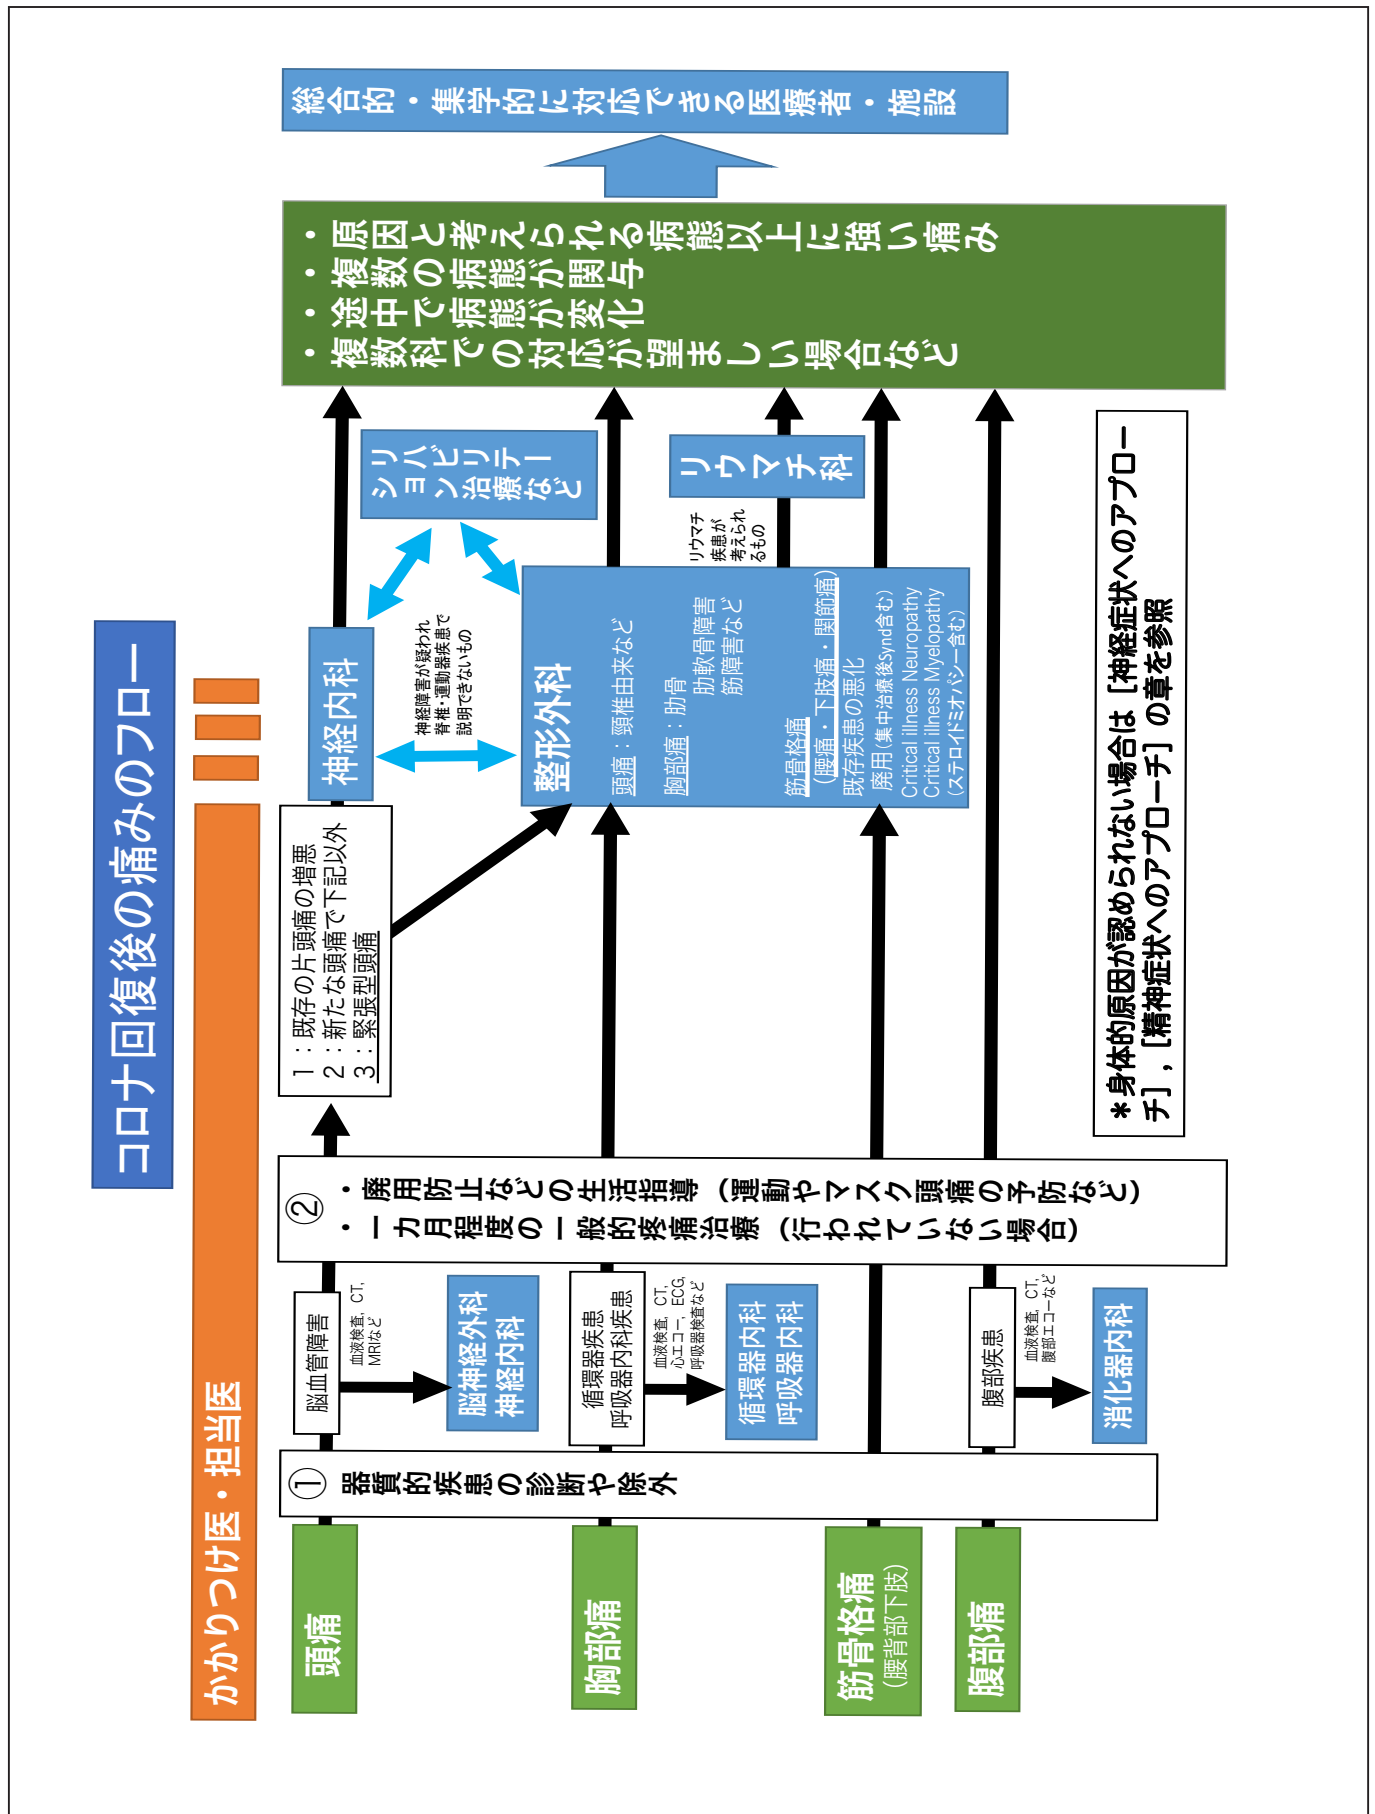 コロナ回復後の痛みのフロー
かかりつけ医・担当医
頭痛
胸部痛
筋骨格痛
（腰背部下肢）
腹部痛
① 器質的疾患の診断や除外
脳血管障害
血液検査, CT,
MRIなど
脳神経外科
神経内科
循環器疾患
呼吸器内科疾患
血液検査, CT,
心エコー, ECG,
呼吸器検査など
循環器内科
呼吸器内科
腹部疾患
血液検査, CT,
腹部エコーなど
消化器内科
② ・廃用防止などの生活指導（運動やマスク頭痛の予防など）
・一カ月程度の一般的疼痛治療（行われていない場合）
1：既存の片頭痛の増悪
2：新たな頭痛で下記以外
3：緊張型頭痛
神経内科
神経障害が疑われ
脊椎・運動器疾患で
説明できないもの
リハビリテー
ション治療など
整形外科
頭痛：頸椎由来など
胸部痛：肋骨
肋軟骨障害
筋障害など
筋骨格痛
（腰痛・下肢痛・関節痛）
既存疾患の悪化
廃用（集中治療後Synd含む）
Critical illness Neuropathy
Critical illness Myelopathy
（ステロイドミオパシー含む）
リウマチ
疾患が
考えられ
るもの
リウマチ科
・原因と考えられる病態以上に強い痛み
・複数の病態が関与
・途中で病態が変化
・複数科での対応が望ましい場合など
総合的・集学的に対応できる医療者・施設
＊身体的原因が認められない場合は［神経症状へのアプロー
チ］，［精神症状へのアプローチ］の章を参照